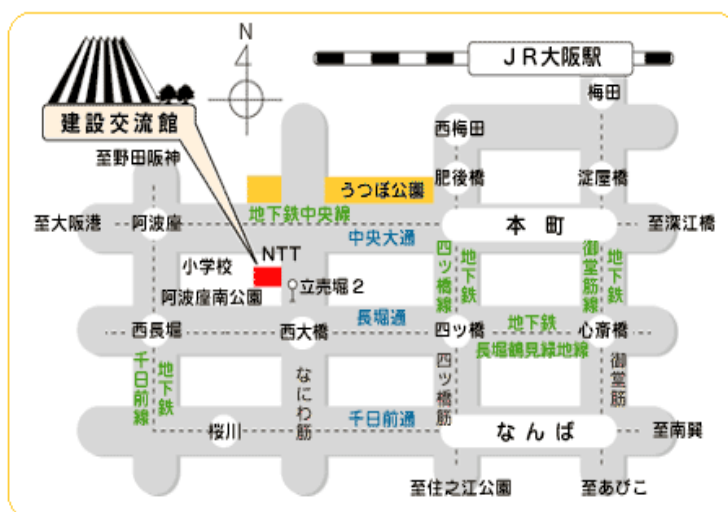 N
JR大阪駅
梅田
建設交流館
西梅田
至野田阪神
肥後橋
淀屋橋
うつぼ公園
地下鉄中央線
至大阪港
阿波座
本町
至深江橋
中央大通
小学校
NTT
阿波座南公園
立売堀2
四ツ橋線
地下鉄
御堂筋線
地下鉄
長堀通
西長堀
西大橋
四ツ橋
地下鉄
心斎橋
長堀鶴見緑地線
千日前線
地下鉄
なにわ筋
四ツ橋筋
御堂筋
千日前通
桜川
なんば
至南巽
至住之江公園
至あびこ